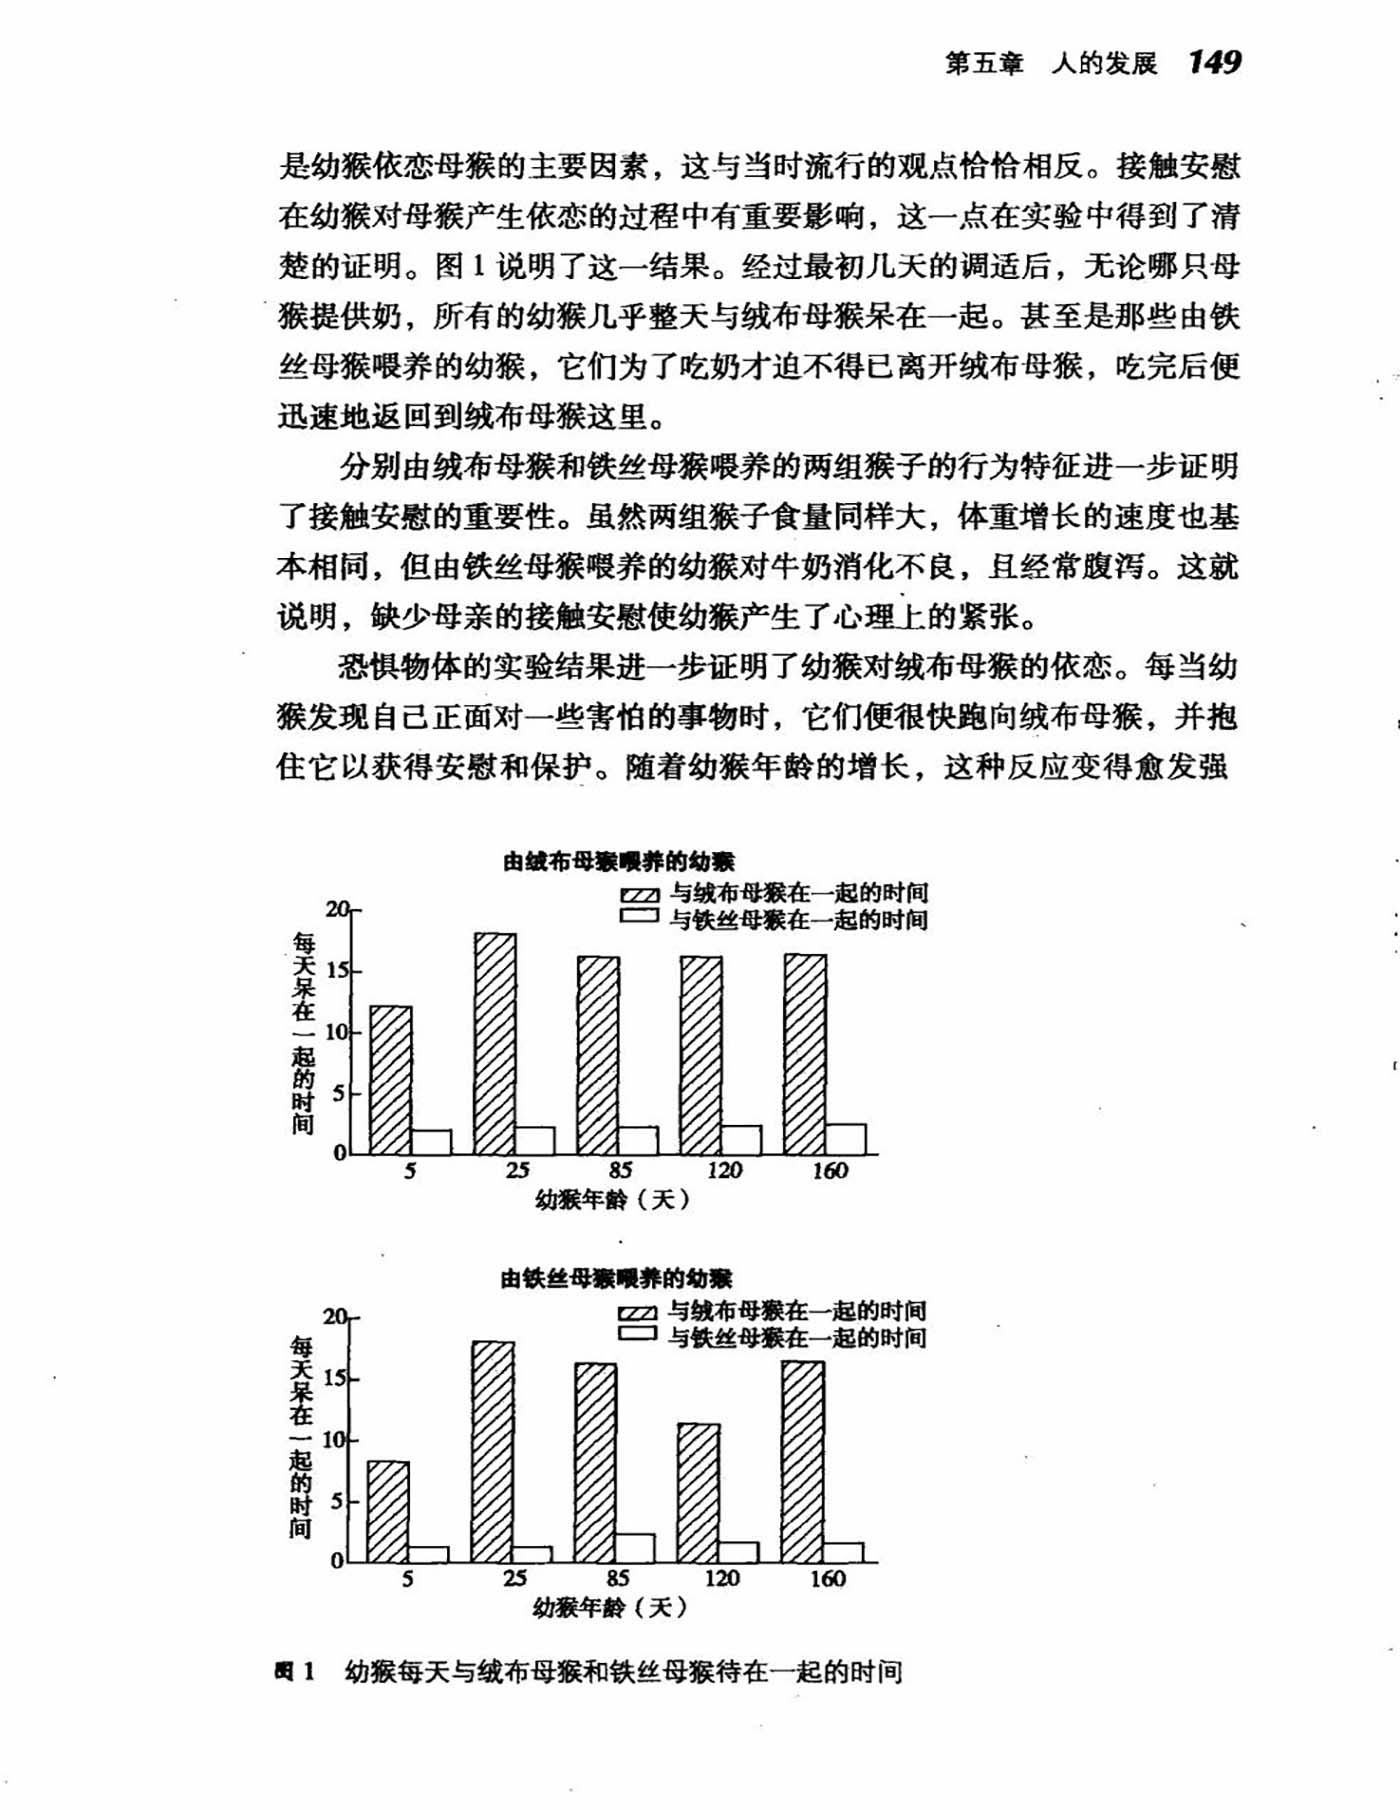 第五章 人的发展 149
是幼猴依恋母猴的主要因素，这与当时流行的观点恰恰相反。接触安慰
在幼猴对母猴产生依恋的过程中有重要影响，这一点在实验中得到了清
楚的证明。图1说明了这一结果。经过最初几天的调适后，无论哪只母
猴提供奶，所有的幼猴几乎整天与绒布母猴呆在一起。甚至是那些由铁
丝母猴喂养的幼猴，它们为了吃奶才迫不得已离开绒布母猴，吃完后便
迅速地返回到绒布母猴这里。
分别由绒布母猴和铁丝母猴喂养的两组猴子的行为特征进一步证明
了接触安慰的重要性。虽然两组猴子食量同样大，体重增长的速度也基
本相同，但由铁丝母猴喂养的幼猴对牛奶消化不良，且经常腹泻。这就
说明，缺少母亲的接触安慰使幼猴产生了心理上的紧张。
恐惧物体的实验结果进一步证明了幼猴对绒布母猴的依恋。每当幼
猴发现自己正面对一些害怕的事物时，它们便很快跑向绒布母猴，并抱
住它以获得安慰和保护。随着幼猴年龄的增长，这种反应变得愈发强
由绒布母猴喂养的幼猴
与绒布母猴在一起的时间
与铁丝母猴在一起的时间
每天呆在一起的时间
20
15
10
5
0
5 25 85 120 160
幼猴年龄（天）
由铁丝母猴喂养的幼猴
与绒布母猴在一起的时间
与铁丝母猴在一起的时间
每天呆在一起的时间
20
15
10
5
0
5 25 85 120 160
幼猴年龄（天）
图1 幼猴每天与绒布母猴和铁丝母猴待在一起的时间